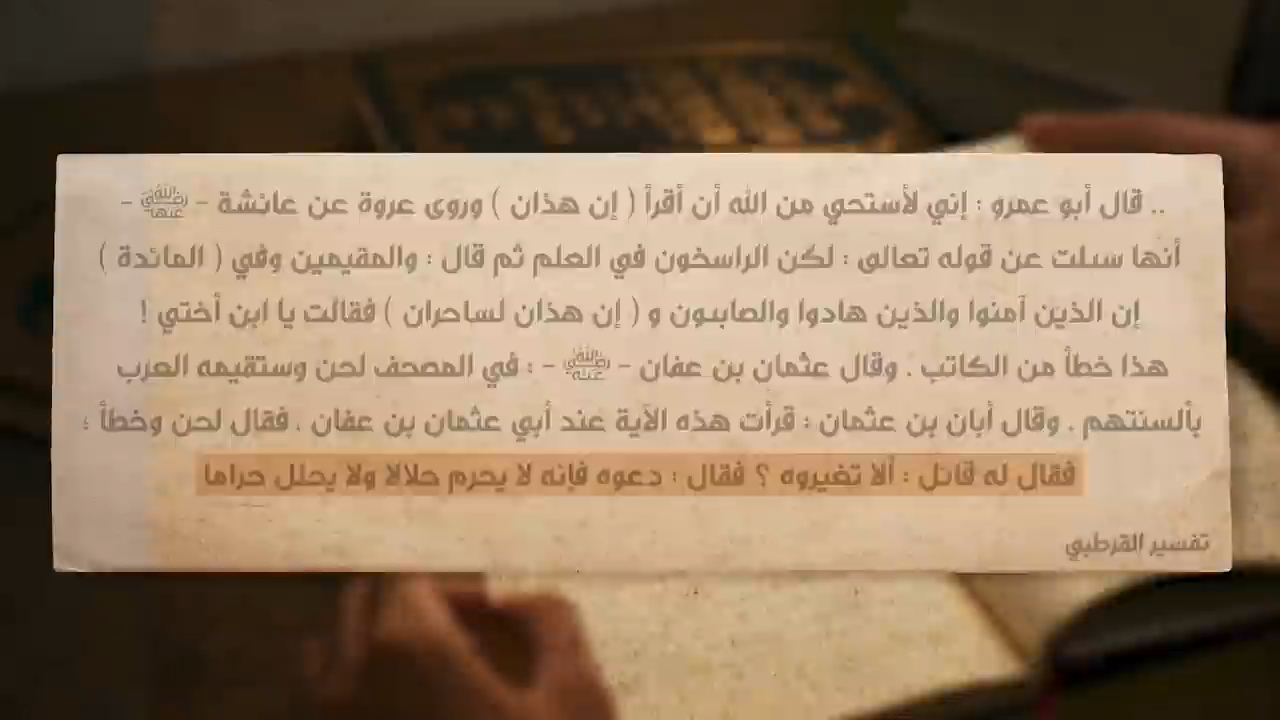 .. قال أبو عمرو : إني لأستحي من الله أن أقرأ ( إن هذان ) وروى عروة عن عائشة - رضي الله عنها -
أنها سئلت عن قوله تعالى : لكن الراسخون في العلم ثم قال : والمقيمين وفي ( المائدة )
إن الذين آمنوا والذين هادوا والصابئون و ( إن هذان لساحران ) فقالت يا ابن أختي !
هذا خطأ من الكاتب . وقال عثمان بن عفان - رضي الله عنه - : في المصحف لحن وستقيمه العرب
بألسنتهم . وقال أبان بن عثمان : قرأت هذه الآية عند أبي عثمان بن عفان . فقال لحن وخطأ ؛
فقال له قائل : ألا تغيروه ؟ فقال : دعوه فإنه لا يحرم حلالا ولا يحلل حراما
تفسير القرطبي